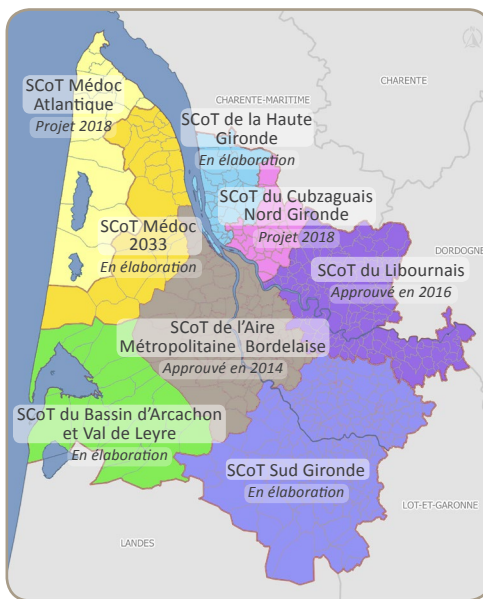 SCoT Médoc
Atlantique
Projet 2018
CHARENTE
CHARENTE-MARITIME
SCoT de la Haute
Gironde
En élaboration
SCoT du Cubzaguais
Nord Gironde
Projet 2018
SCoT Médoc
2033
En élaboration
DORDOGNE
SCoT du Libournais
Approuvé en 2016
SCoT de l'Aire
Métropolitaine Bordelaise
Approuvé en 2014
SCoT du Bassin d'Arcachon
et Val de Leyre
En élaboration
SCoT Sud Gironde
En élaboration
LOT-ET-GARONNE
LANDES